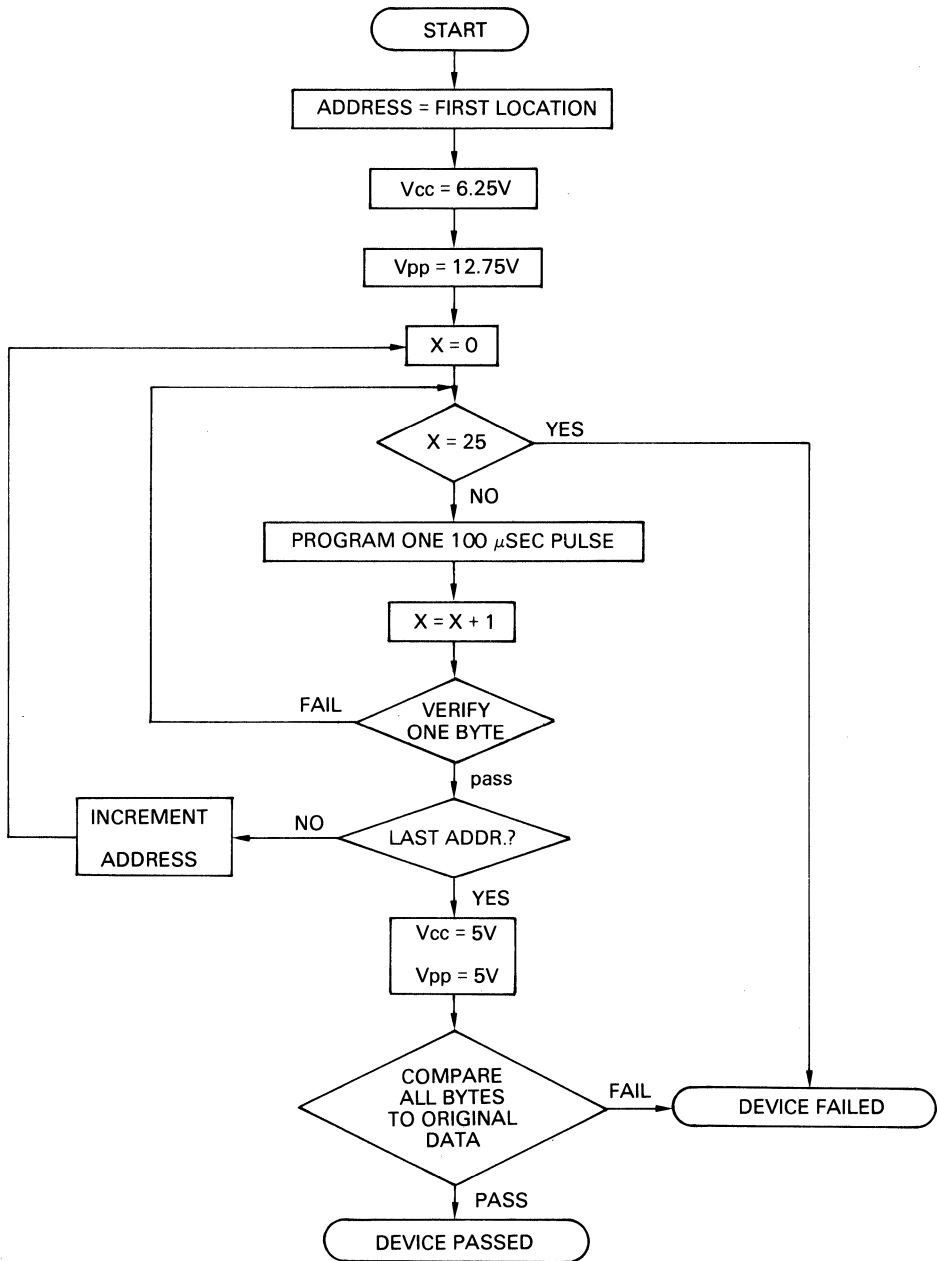 START
ADDRESS = FIRST LOCATION
Vcc = 6.25V
Vpp = 12.75V
X = 0
X = 25
YES
NO
PROGRAM ONE 100 μSEC PULSE
X = X + 1
FAIL
VERIFY
ONE BYTE
pass
INCREMENT
ADDRESS
NO
LAST ADDR.?
YES
Vcc = 5V
Vpp = 5V
COMPARE
ALL BYTES
TO ORIGINAL
DATA
FAIL
DEVICE FAILED
PASS
DEVICE PASSED